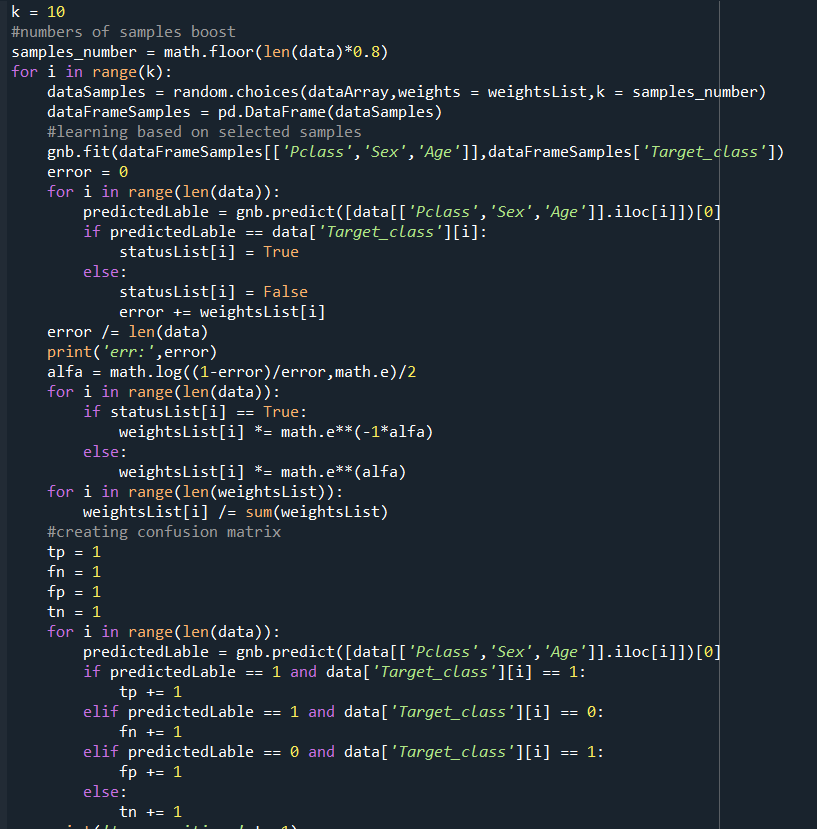 k = 10
#numbers of samples boost
samples_number = math.floor(len(data)*0.8)
for i in range(k):
    dataSamples = random.choices(dataArray,weights = weightsList,k = samples_number)
    dataFrameSamples = pd.DataFrame(dataSamples)
    #learning based on selected samples
    gnb.fit(dataFrameSamples[['Pclass','Sex','Age']],dataFrameSamples['Target_class'])
    error = 0
    for i in range(len(data)):
        predictedLable = gnb.predict([data[['Pclass','Sex','Age']].iloc[i]])[0]
        if predictedLable == data['Target_class'][i]:
            statusList[i] = True
        else:
            statusList[i] = False
            error += weightsList[i]
    error /= len(data)
    print('err:',error)
    alfa = math.log((1-error)/error,math.e)/2
    for i in range(len(data)):
        if statusList[i] == True:
            weightsList[i] *= math.e**(-1*alfa)
        else:
            weightsList[i] *= math.e**(alfa)
    for i in range(len(weightsList)):
        weightsList[i] /= sum(weightsList)
    #creating confusion matrix
    tp = 1
    fn = 1
    fp = 1
    tn = 1
    for i in range(len(data)):
        predictedLable = gnb.predict([data[['Pclass','Sex','Age']].iloc[i]])[0]
        if predictedLable == 1 and data['Target_class'][i] == 1:
            tp += 1
        elif predictedLable == 1 and data['Target_class'][i] == 0:
            fn += 1
        elif predictedLable == 0 and data['Target_class'][i] == 1:
            fp += 1
        else:
            tn += 1